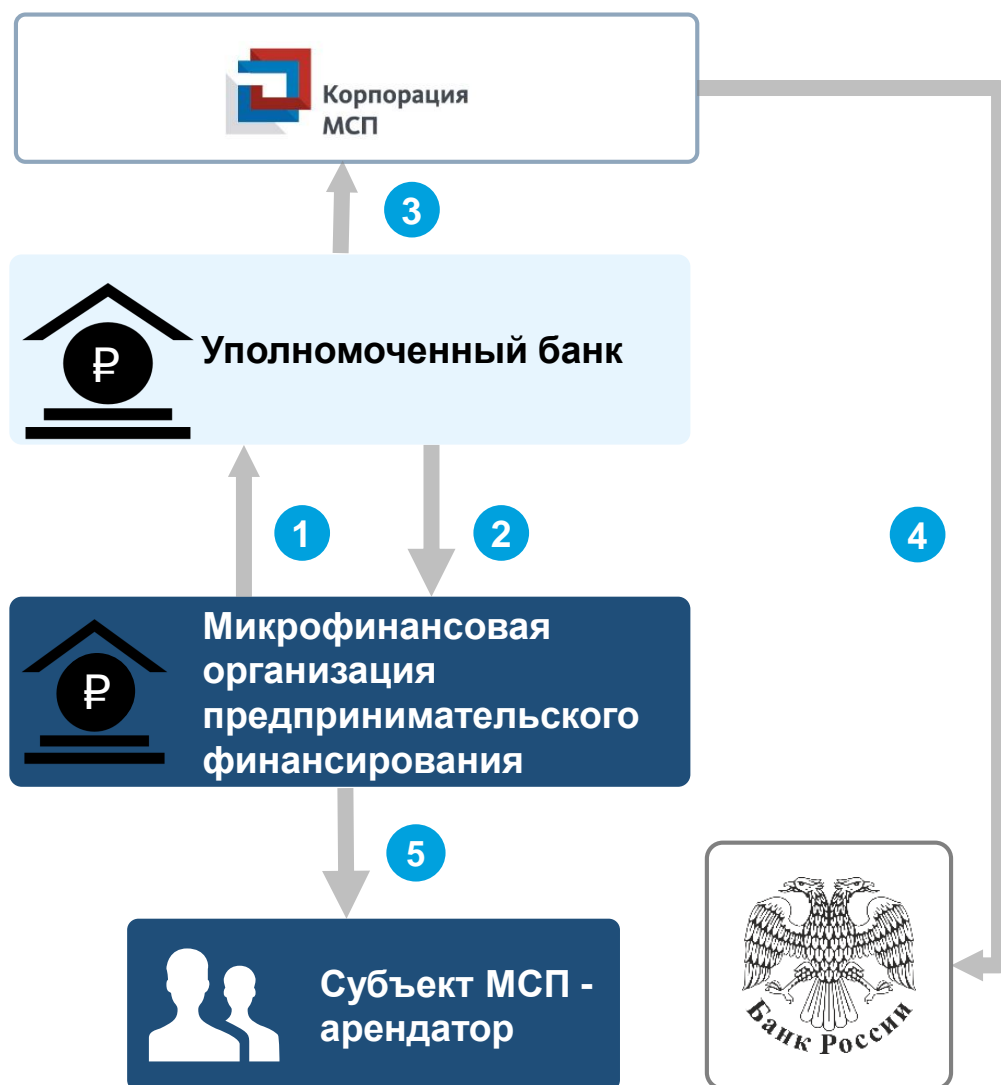 Корпорация
МСП
3
₽
Уполномоченный банк
1
2
4
₽
Микрофинансовая
организация
предпринимательского
финансирования
5
Субъект МСП -
арендатор
Банк России